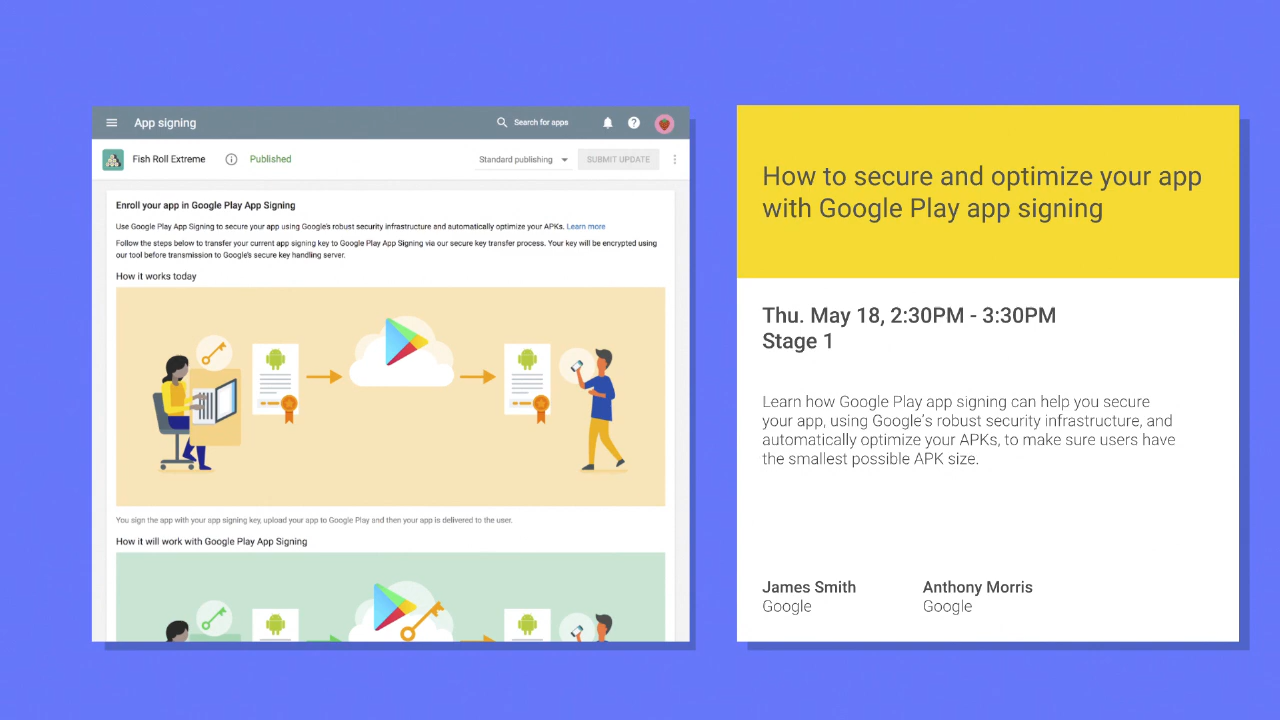 App signing
Search for apps
Fish Roll Extreme
Published
Standard publishing
SUBMIT UPDATE
Enroll your app in Google Play App Signing
Use Google Play App Signing to secure your app using Google's robust security infrastructure and automatically optimize your APKs. Learn more
Follow the steps below to transfer your current app signing key to Google Play App Signing via our secure key transfer process. Your key will be encrypted using
our tool before transmission to Google's secure key handling server.
How it works today
You sign the app with your app signing key, upload your app to Google Play and then your app is delivered to the user.
How it will work with Google Play App Signing
How to secure and optimize your app
with Google Play app signing
Thu. May 18, 2:30PM - 3:30PM
Stage 1
Learn how Google Play app signing can help you secure
your app, using Google's robust security infrastructure, and
automatically optimize your APKs, to make sure users have
the smallest possible APK size.
James Smith
Google
Anthony Morris
Google